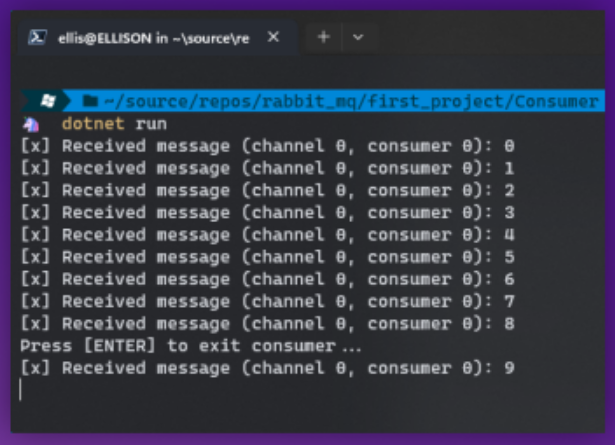 ellis@ELLISON in ~\source\re
~/source/repos/rabbit_mq/first_project/Consumer
dotnet run
[x] Received message (channel 0, consumer 0): 0
[x] Received message (channel 0, consumer 0): 1
[x] Received message (channel 0, consumer 0): 2
[x] Received message (channel 0, consumer 0): 3
[x] Received message (channel 0, consumer 0): 4
[x] Received message (channel 0, consumer 0): 5
[x] Received message (channel 0, consumer 0): 6
[x] Received message (channel 0, consumer 0): 7
[x] Received message (channel 0, consumer 0): 8
Press [ENTER] to exit consumer...
[x] Received message (channel 0, consumer 0): 9